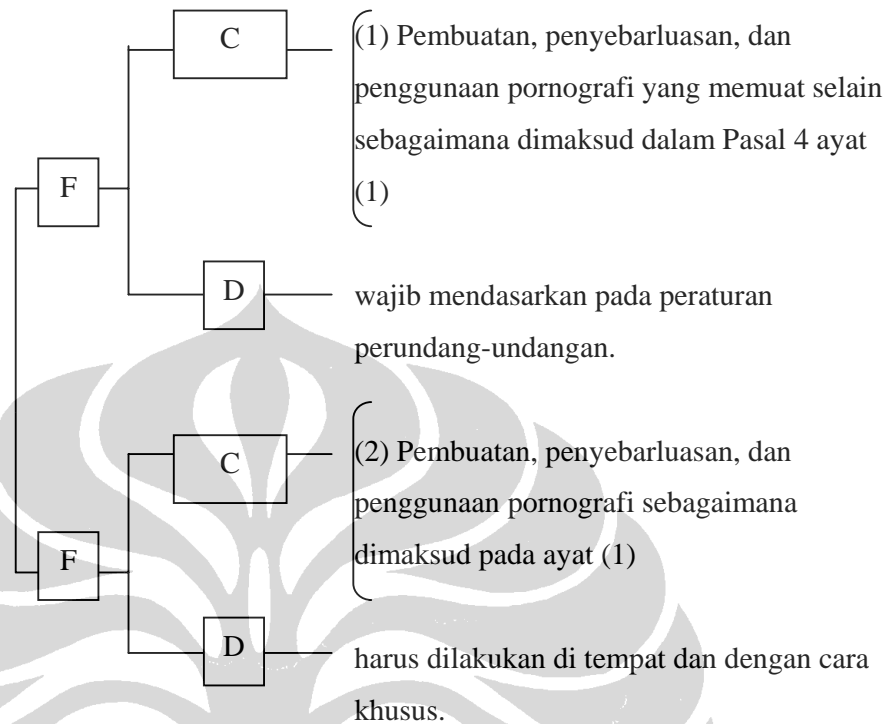 C
(1) Pembuatan, penyebarluasan, dan
penggunaan pornografi yang memuat selain
sebagaimana dimaksud dalam Pasal 4 ayat
(1)
F
D
wajib mendasarkan pada peraturan
perundang-undangan.
C
(2) Pembuatan, penyebarluasan, dan
penggunaan pornografi sebagaimana
dimaksud pada ayat (1)
F
D
harus dilakukan di tempat dan dengan cara
khusus.